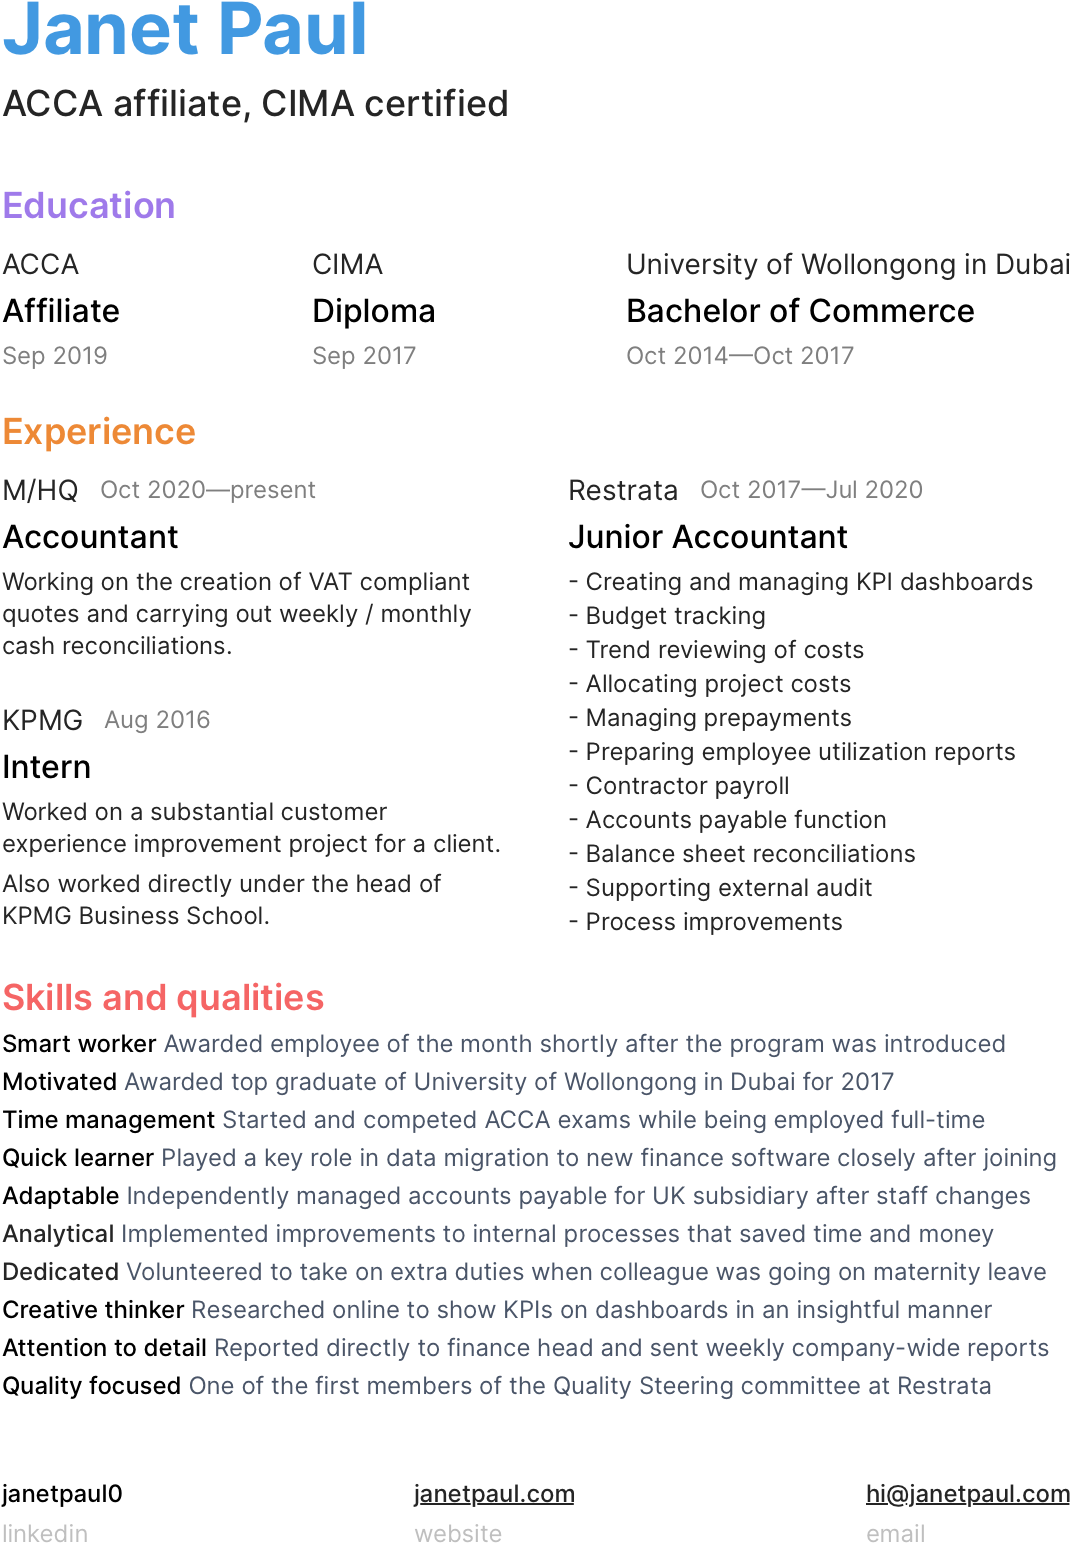 Janet Paul
ACCA affiliate, CIMA certified
Education
ACCA
Affiliate
Sep 2019
CIMA
Diploma
Sep 2017
University of Wollongong in Dubai
Bachelor of Commerce
Oct 2014—Oct 2017
Experience
M/HQ Oct 2020—present
Accountant
Working on the creation of VAT compliant
quotes and carrying out weekly / monthly
cash reconciliations.
KPMG Aug 2016
Intern
Worked on a substantial customer
experience improvement project for a client.
Also worked directly under the head of
KPMG Business School.
Restrata Oct 2017—Jul 2020
Junior Accountant
- Creating and managing KPI dashboards
- Budget tracking
- Trend reviewing of costs
- Allocating project costs
- Managing prepayments
- Preparing employee utilization reports
- Contractor payroll
- Accounts payable function
- Balance sheet reconciliations
- Supporting external audit
- Process improvements
Skills and qualities
Smart worker Awarded employee of the month shortly after the program was introduced
Motivated Awarded top graduate of University of Wollongong in Dubai for 2017
Time management Started and competed ACCA exams while being employed full-time
Quick learner Played a key role in data migration to new finance software closely after joining
Adaptable Independently managed accounts payable for UK subsidiary after staff changes
Analytical Implemented improvements to internal processes that saved time and money
Dedicated Volunteered to take on extra duties when colleague was going on maternity leave
Creative thinker Researched online to show KPIs on dashboards in an insightful manner
Attention to detail Reported directly to finance head and sent weekly company-wide reports
Quality focused One of the first members of the Quality Steering committee at Restrata
janetpaul0
linkedin
janetpaul.com
website
hi@janetpaul.com
email